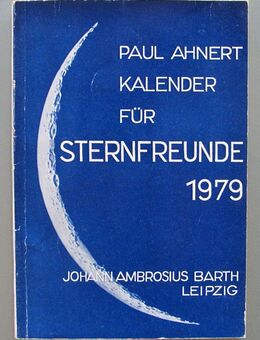 PAUL AHNERT
KALENDER
FÜR
STERNFREUNDE
1979
JOHANN AMBROSIUS BARTH
LEIPZIG